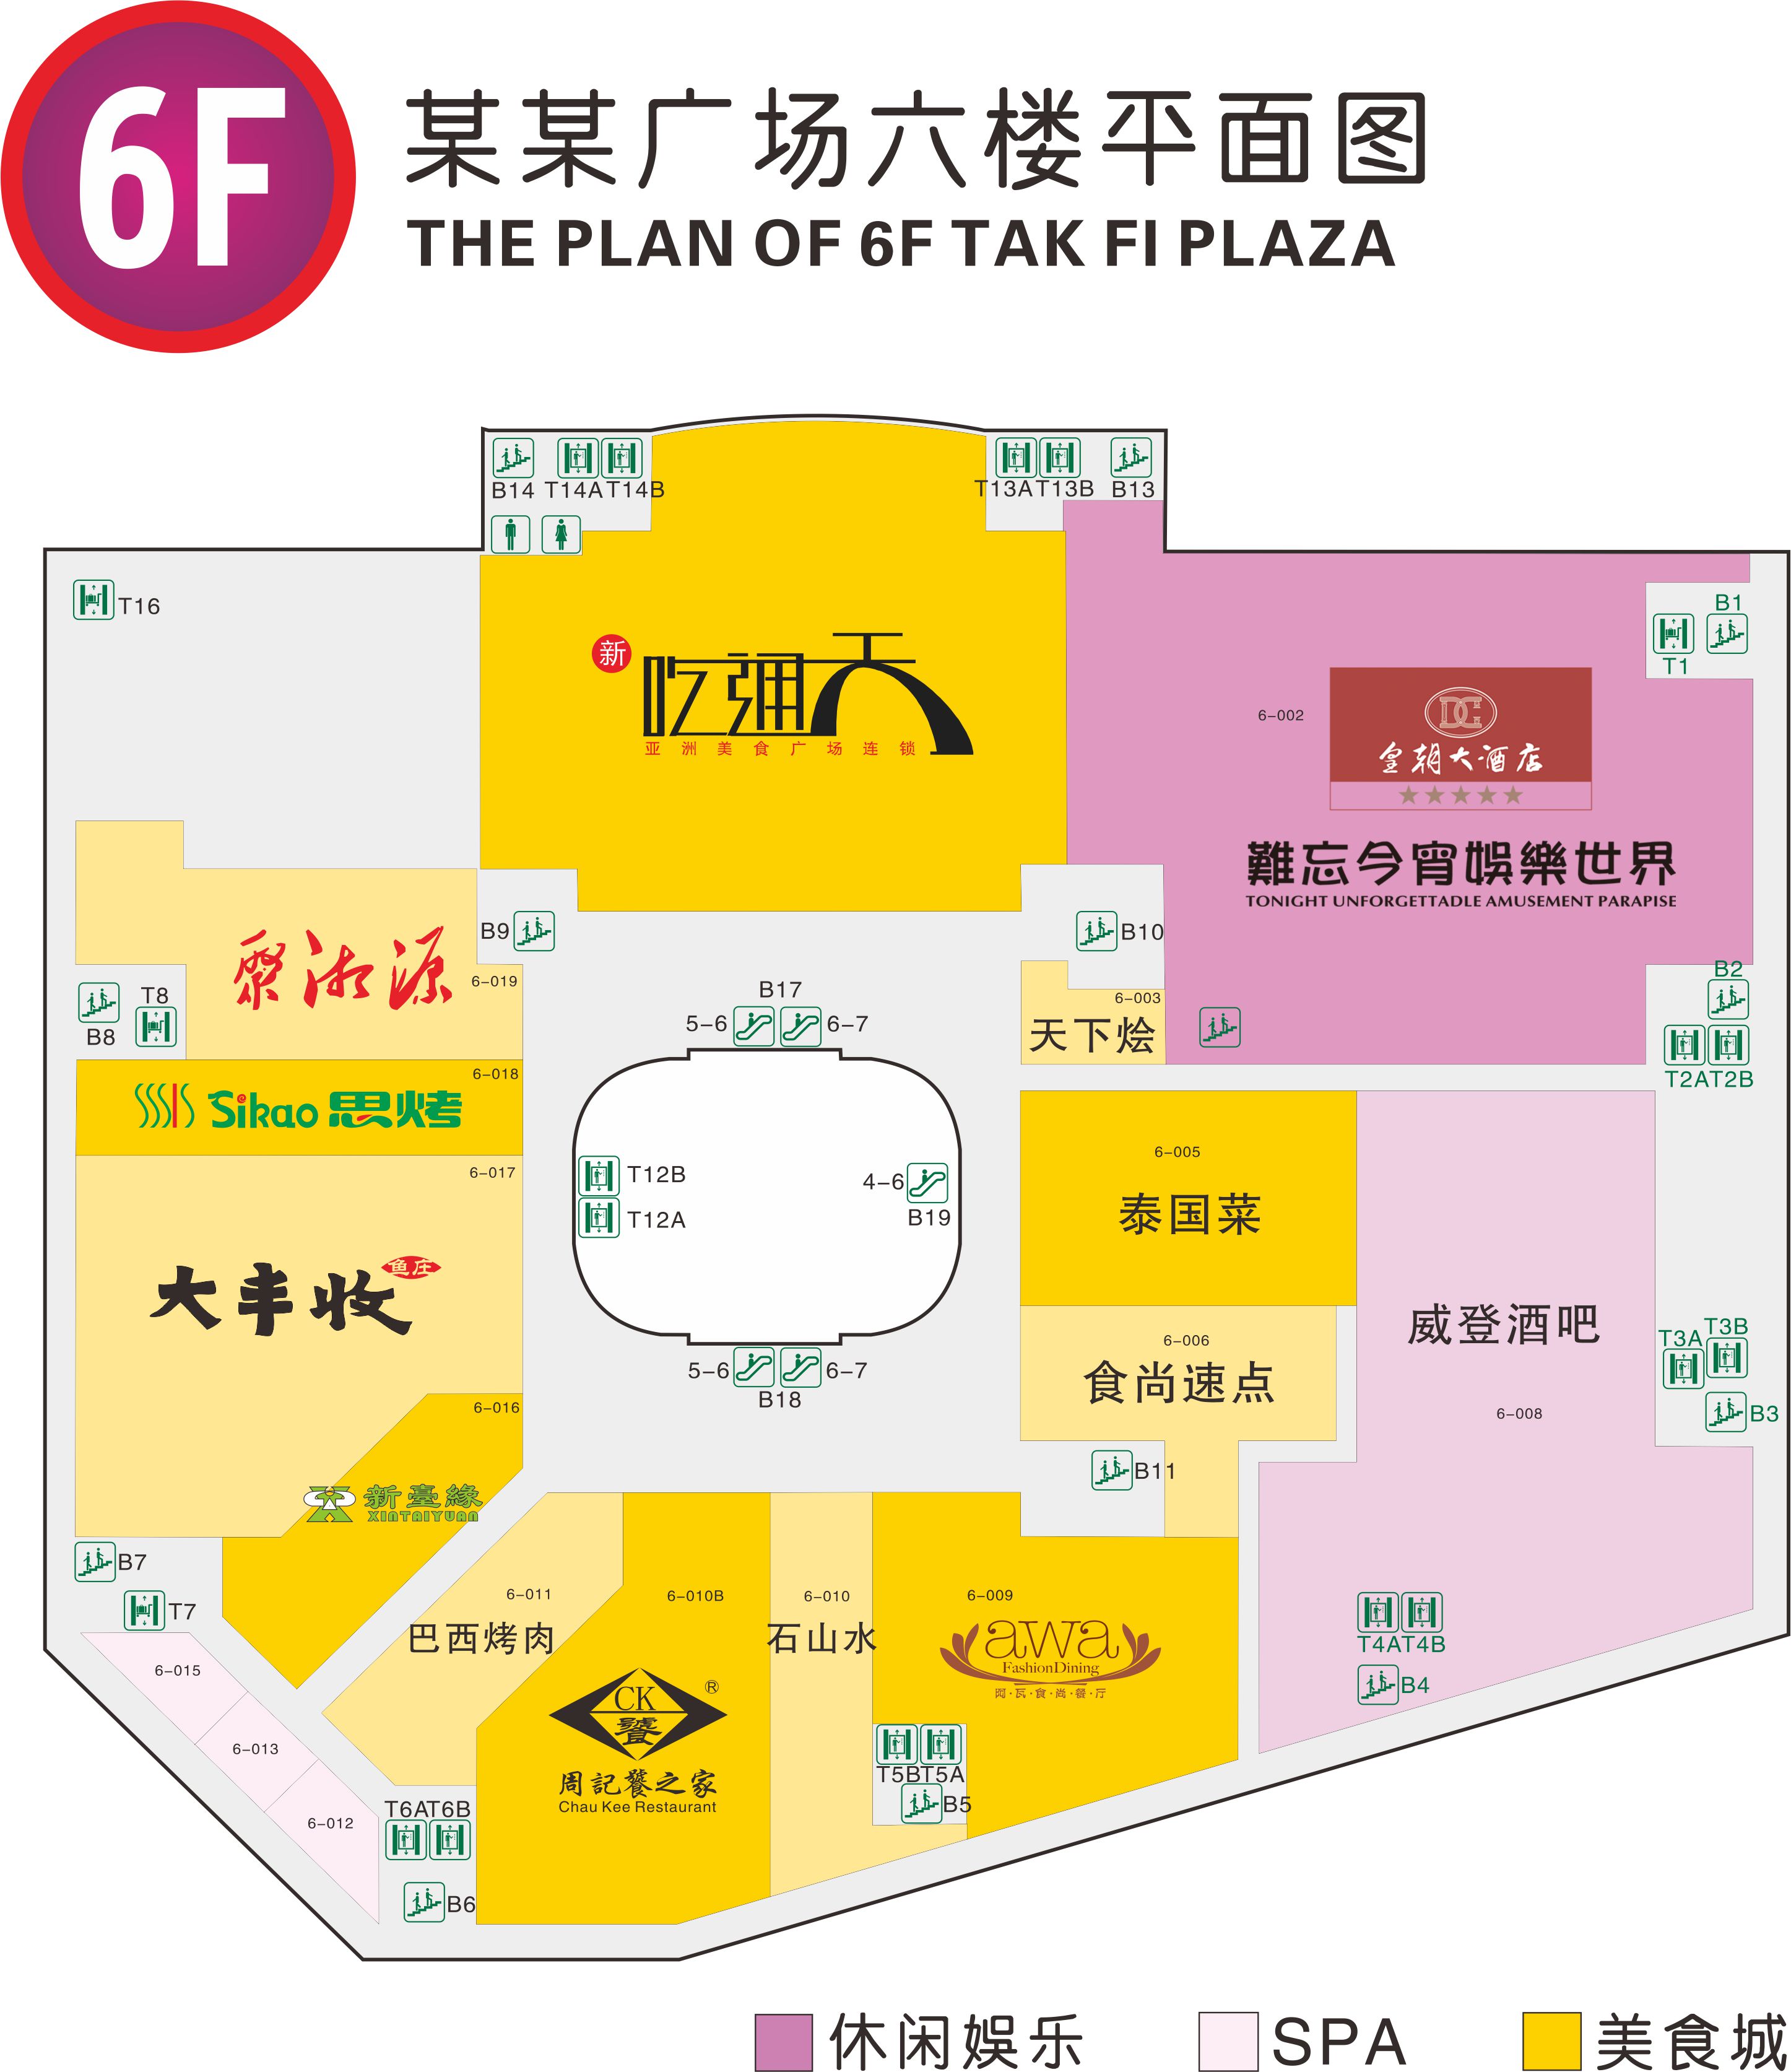 6F
某某广场六楼平面图
THE PLAN OF 6F TAK FI PLAZA
B14 T14A T14B
T13A T13B B13
T16
B1
T1
新
吃遍天
亚洲美食广场连锁
6-002
DC
皇朝大酒店
難忘今宵娛樂世界
TONIGHT UNFORGETTADLE AMUSEMENT PARAPISE
B9
B10
聚湘源
6-019
B8
T8
B17
5-6
6-7
6-003
天下烩
B2
T2A T2B
6-018
Sikao 思烤
6-017
大丰收
鱼庄
T12B
T12A
4-6
B19
6-005
泰国菜
威登酒吧
6-008
T3A T3B
B3
6-006
食尚速点
5-6
6-7
B18
6-016
新臺緣
XINTAIYUAN
B11
B7
T7
6-011
巴西烤肉
6-010B
CK
饕
®
周記饕之家
Chau Kee Restaurant
6-010
石山水
6-009
awa
FashionDining
阿·瓦·食·尚·餐·厅
T4A T4B
B4
6-015
6-013
6-012
T5B T5A
B5
T6A T6B
B6
休闲娱乐
SPA
美食城